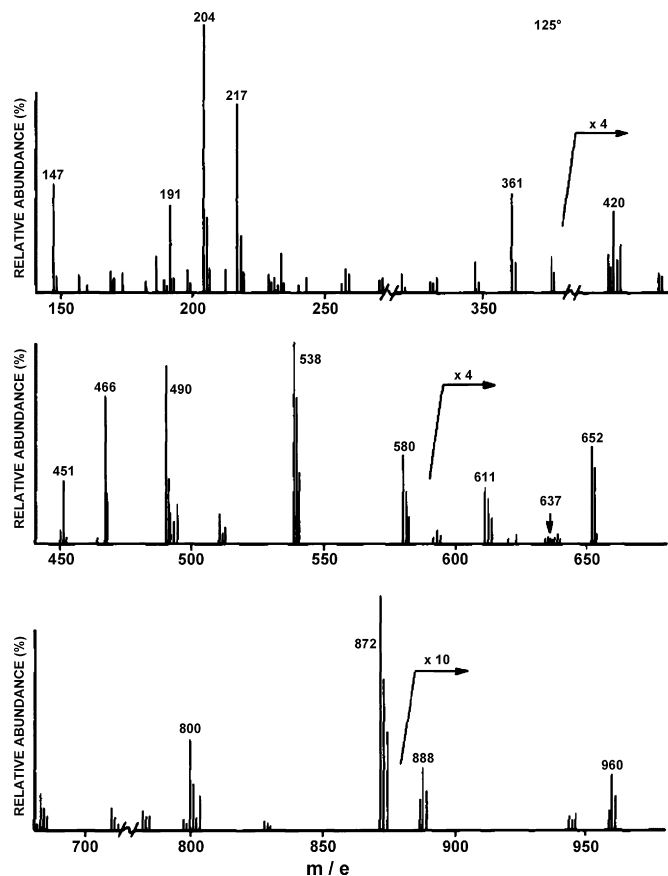 204
125°
217
x 4
147
191
361
420
RELATIVE ABUNDANCE (%)
150 200 250 350
538
466
490
x 4
580
652
451
611
637
RELATIVE ABUNDANCE (%)
450 500 550 600 650
872
x 10
800
888
960
RELATIVE ABUNDANCE (%)
700 800 850 900 950
m / e